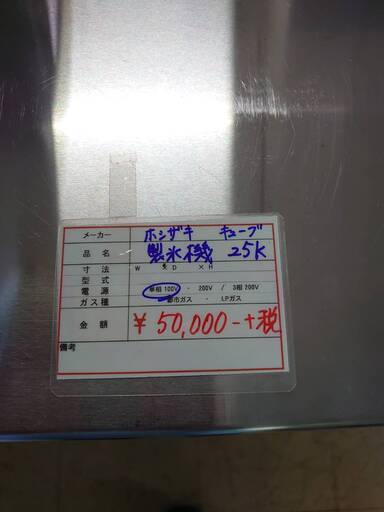 メーカー ホシザキ キューブ
品名 製氷機 25K
寸法 W ×D ×H
型式
電源 単相100V ・ 200V / 3相200V
ガス種 都市ガス ・ LPガス
金額 ¥50,000-+税
備考